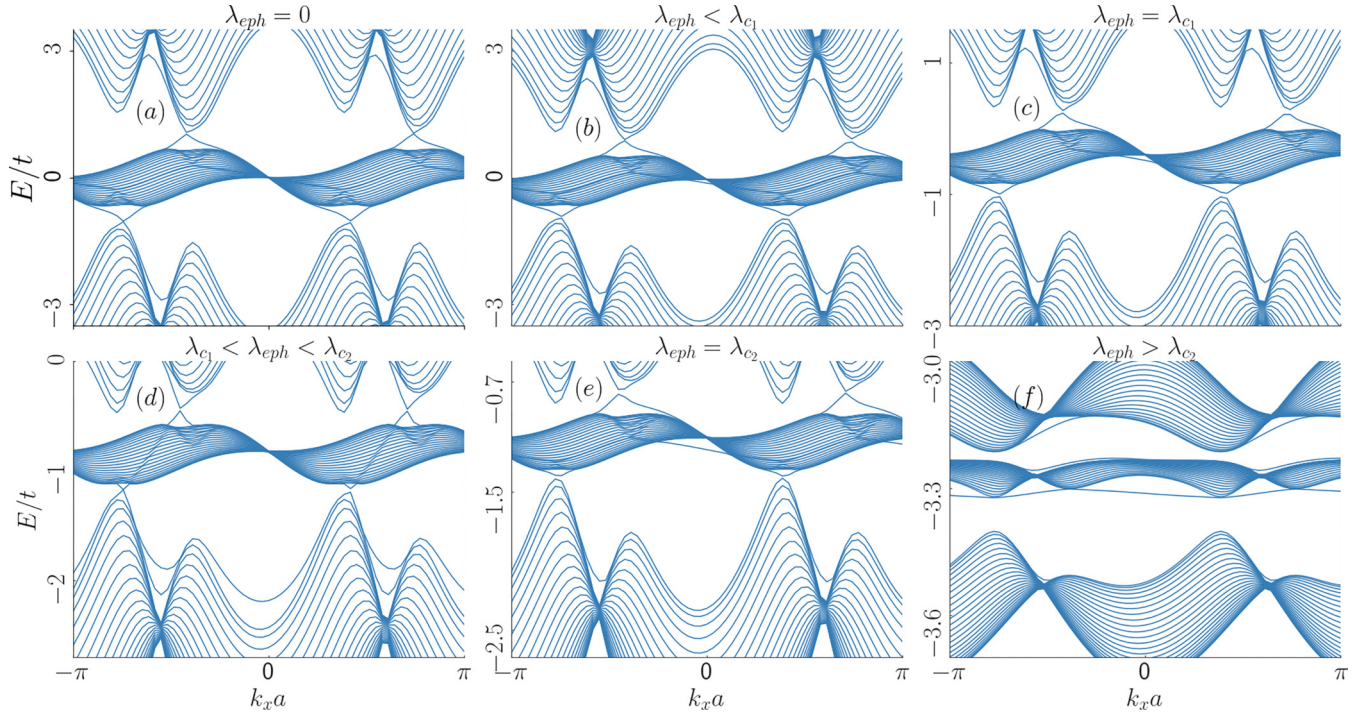 λ_eph = 0
λ_eph < λ_c₁
λ_eph = λ_c₁
(a)
(b)
(c)
3
0
−3
E/t
3
0
−3
1
−1
−3
λ_c₁ < λ_eph < λ_c₂
λ_eph = λ_c₂
λ_eph > λ_c₂
(d)
(e)
(f)
0
−1
−2
E/t
−0.7
−1.5
−2.5
−3.0
−3.3
−3.6
−π 0 π
−π 0 π
−π 0 π
k_x a
k_x a
k_x a